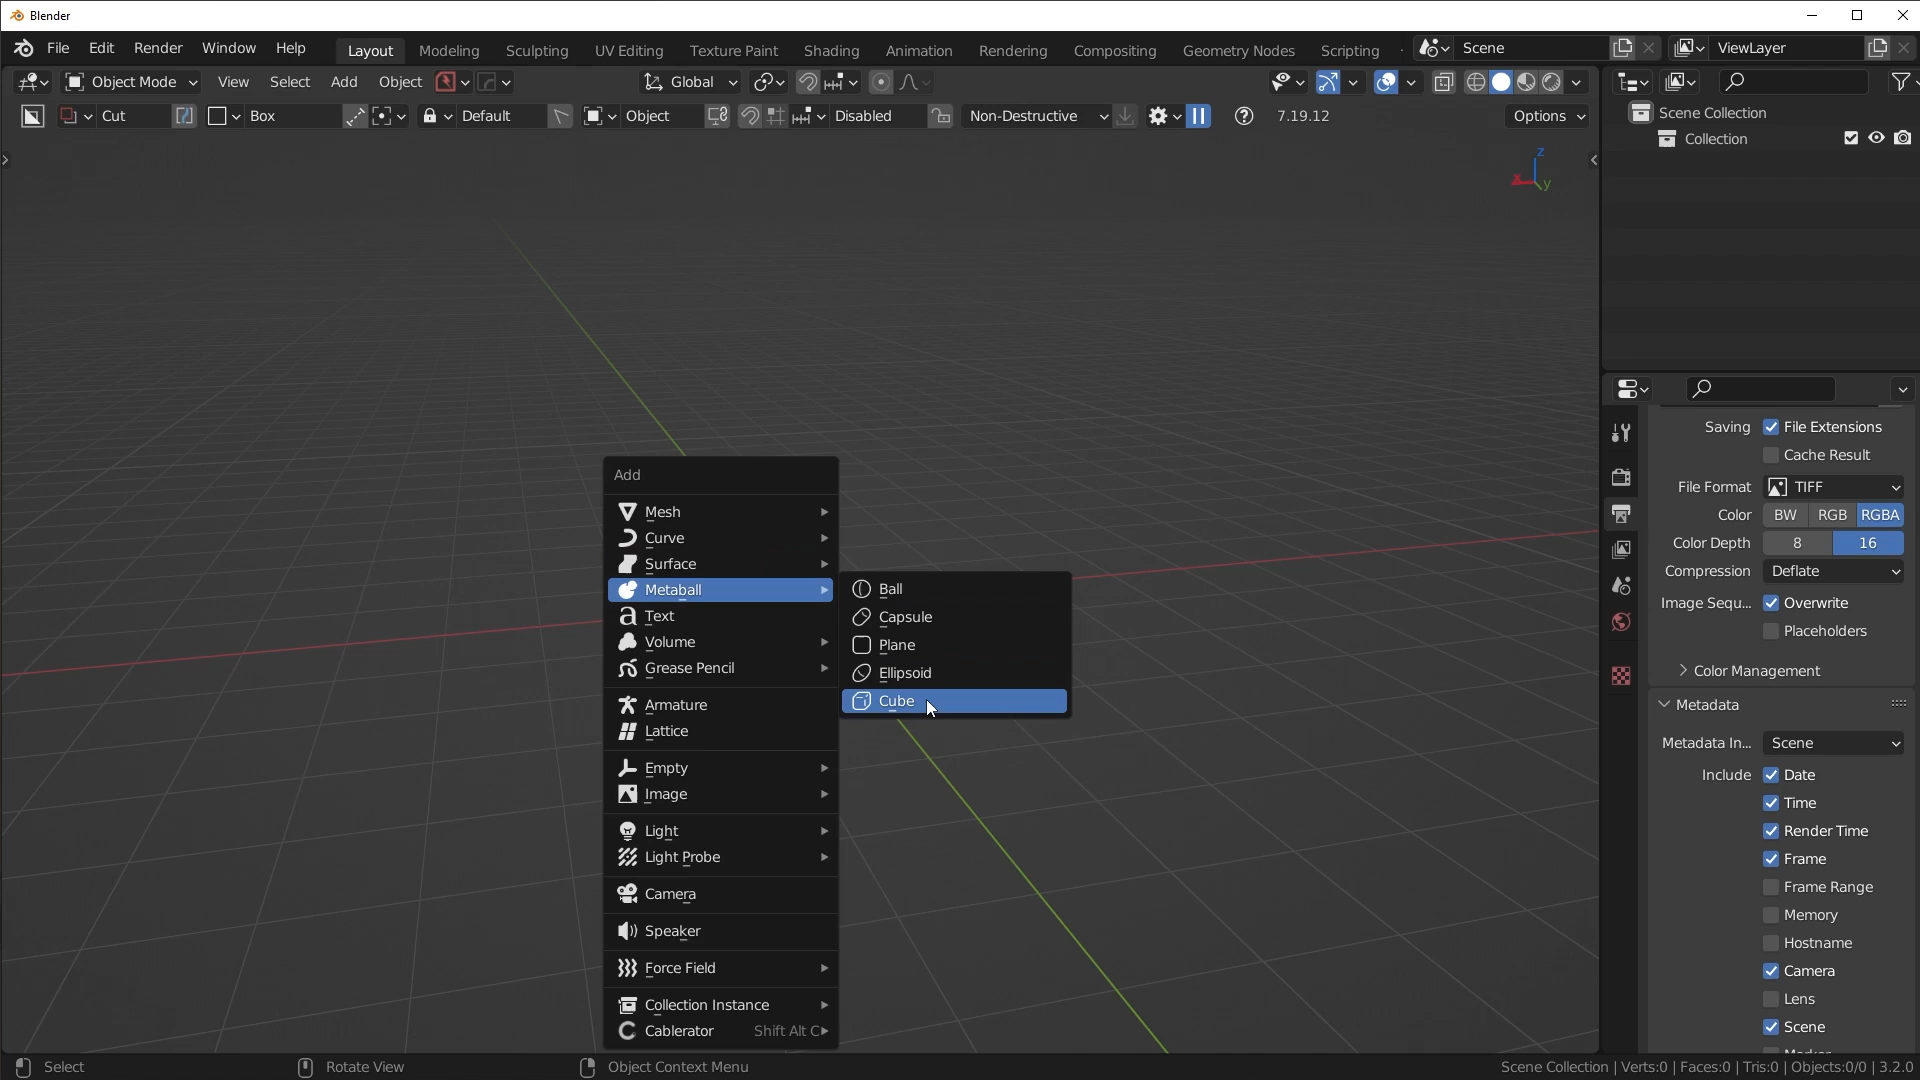 Blender
File Edit Render Window Help Layout Modeling Sculpting UV Editing Texture Paint Shading Animation Rendering Compositing Geometry Nodes Scripting Scene ViewLayer
Object Mode View Select Add Object Global
Cut Box Default Object Disabled Non-Destructive 7.19.12 Options
Scene Collection
Collection
z
x
y
Add
Mesh
Curve
Surface
Metaball
Text
Volume
Grease Pencil
Armature
Lattice
Empty
Image
Light
Light Probe
Camera
Speaker
Force Field
Collection Instance
Cablerator Shift Alt C
Ball
Capsule
Plane
Ellipsoid
Cube
Saving File Extensions
Cache Result
File Format TIFF
Color BW RGB RGBA
Color Depth 8 16
Compression Deflate
Image Sequ... Overwrite
Placeholders
Color Management
Metadata
Metadata In... Scene
Include Date
Time
Render Time
Frame
Frame Range
Memory
Hostname
Camera
Lens
Scene
Select Rotate View Object Context Menu Scene Collection | Verts:0 | Faces:0 | Tris:0 | Objects:0/0 | 3.2.0